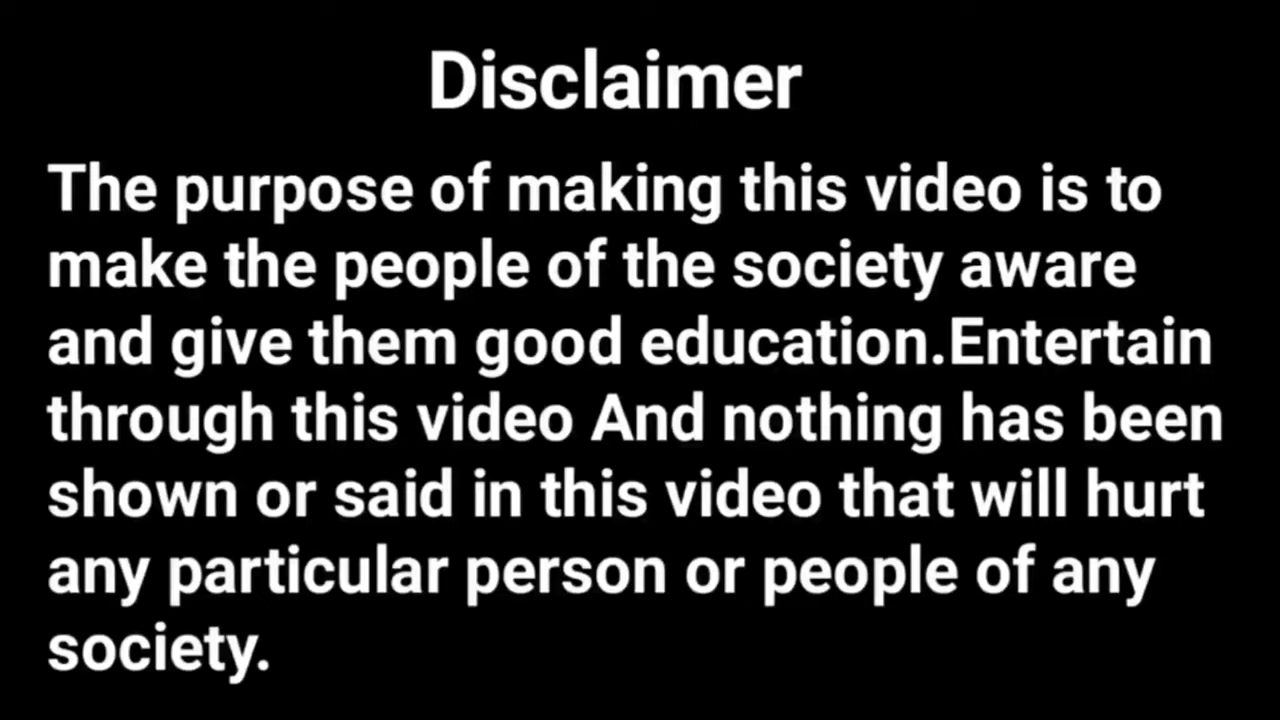 Disclaimer
The purpose of making this video is to
make the people of the society aware
and give them good education.Entertain
through this video And nothing has been
shown or said in this video that will hurt
any particular person or people of any
society.